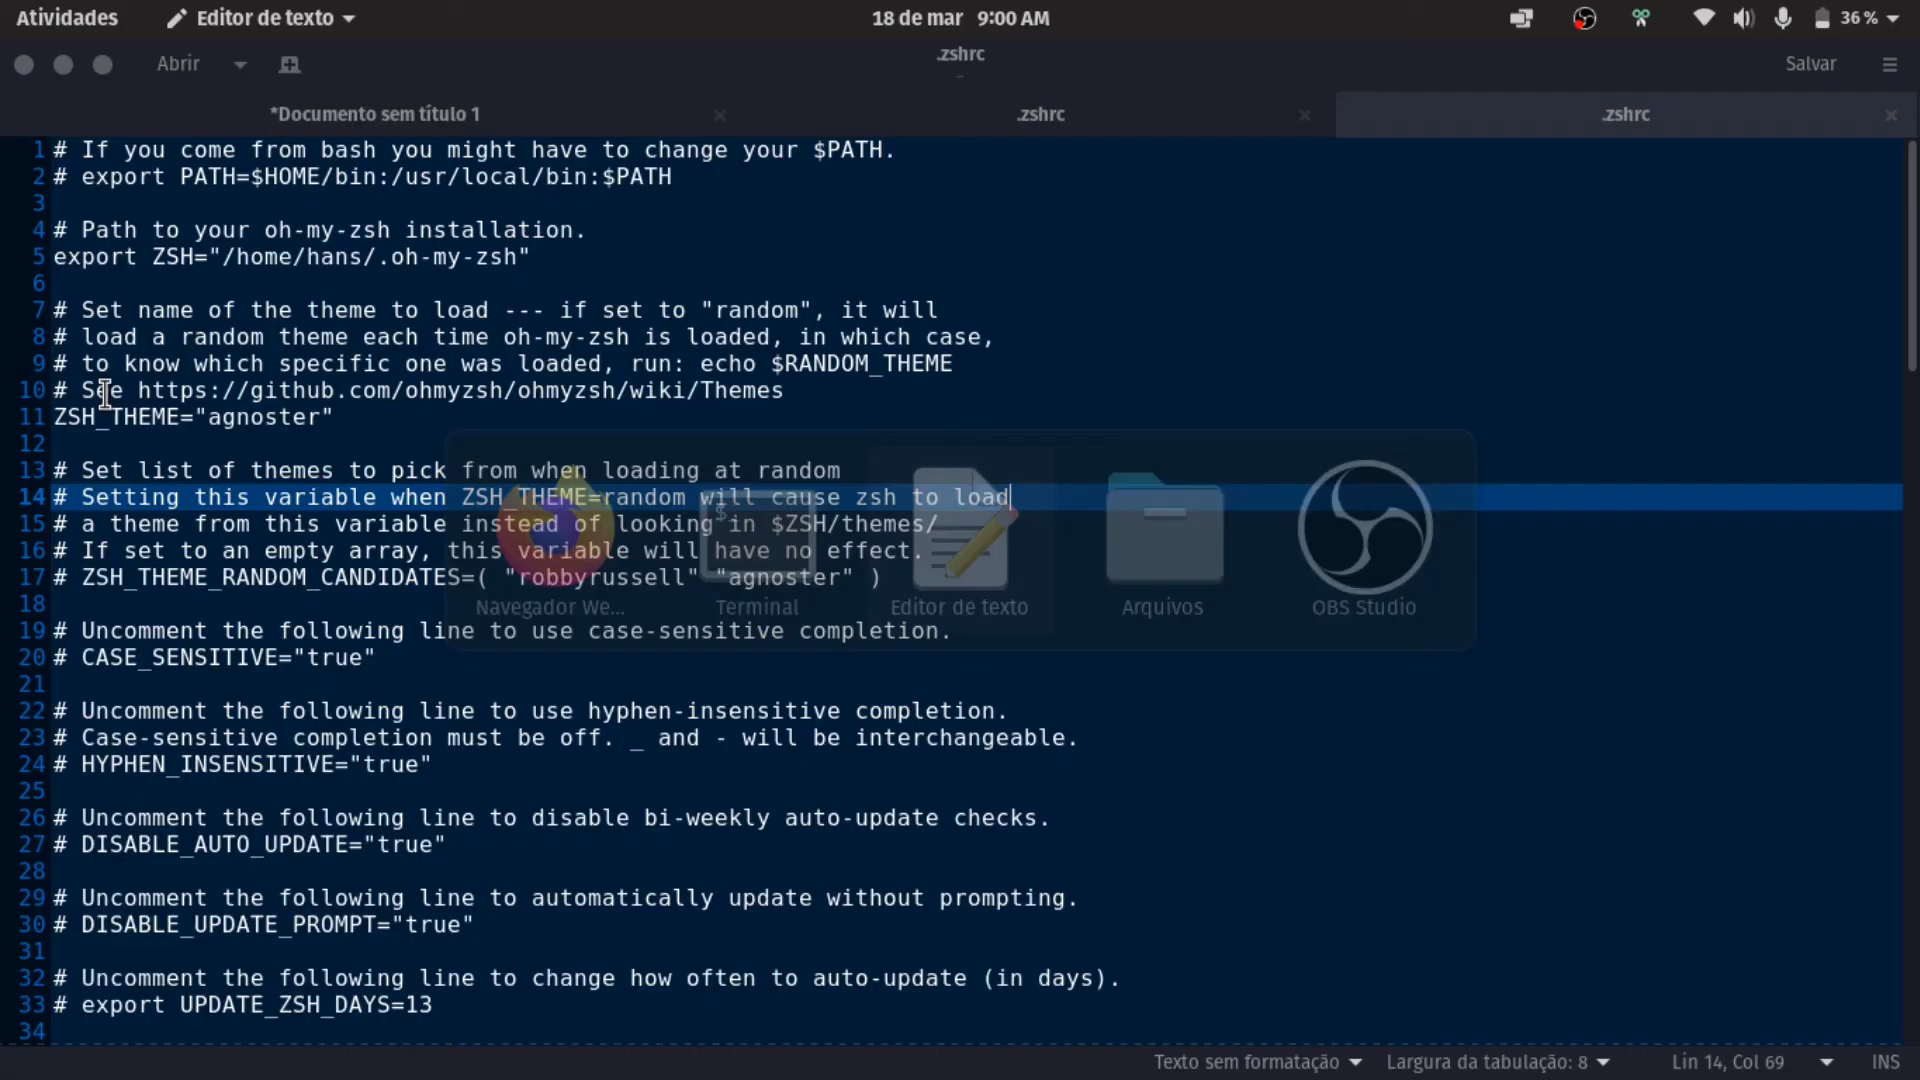 Atividades Editor de texto 18 de mar 9:00 AM 36 %
Abrir .zshrc Salvar
*Documento sem título 1 .zshrc .zshrc
1 # If you come from bash you might have to change your $PATH.
2 # export PATH=$HOME/bin:/usr/local/bin:$PATH
3
4 # Path to your oh-my-zsh installation.
5 export ZSH="/home/hans/.oh-my-zsh"
6
7 # Set name of the theme to load --- if set to "random", it will
8 # load a random theme each time oh-my-zsh is loaded, in which case,
9 # to know which specific one was loaded, run: echo $RANDOM_THEME
10 # See https://github.com/ohmyzsh/ohmyzsh/wiki/Themes
11 ZSH_THEME="agnoster"
12
13 # Set list of themes to pick from when loading at random
14 # Setting this variable when ZSH_THEME=random will cause zsh to load
15 # a theme from this variable instead of looking in $ZSH/themes/
16 # If set to an empty array, this variable will have no effect.
17 # ZSH_THEME_RANDOM_CANDIDATES=( "robbyrussell" "agnoster" )
18
Navegador We... Terminal Editor de texto Arquivos OBS Studio
19 # Uncomment the following line to use case-sensitive completion.
20 # CASE_SENSITIVE="true"
21
22 # Uncomment the following line to use hyphen-insensitive completion.
23 # Case-sensitive completion must be off. _ and - will be interchangeable.
24 # HYPHEN_INSENSITIVE="true"
25
26 # Uncomment the following line to disable bi-weekly auto-update checks.
27 # DISABLE_AUTO_UPDATE="true"
28
29 # Uncomment the following line to automatically update without prompting.
30 # DISABLE_UPDATE_PROMPT="true"
31
32 # Uncomment the following line to change how often to auto-update (in days).
33 # export UPDATE_ZSH_DAYS=13
34
Texto sem formatação Largura da tabulação: 8 Lin 14, Col 69 INS